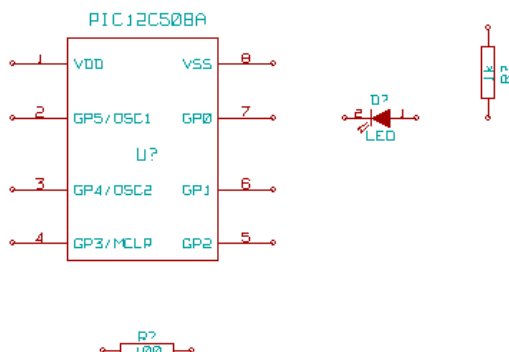 PIC12C508A
1 VDD VSS 8
2 GP5/OSC1 GP0 7
U?
3 GP4/OSC2 GP1 6
4 GP3/MCLR GP2 5
D?
2 1
LED
1k
R?
R?
100